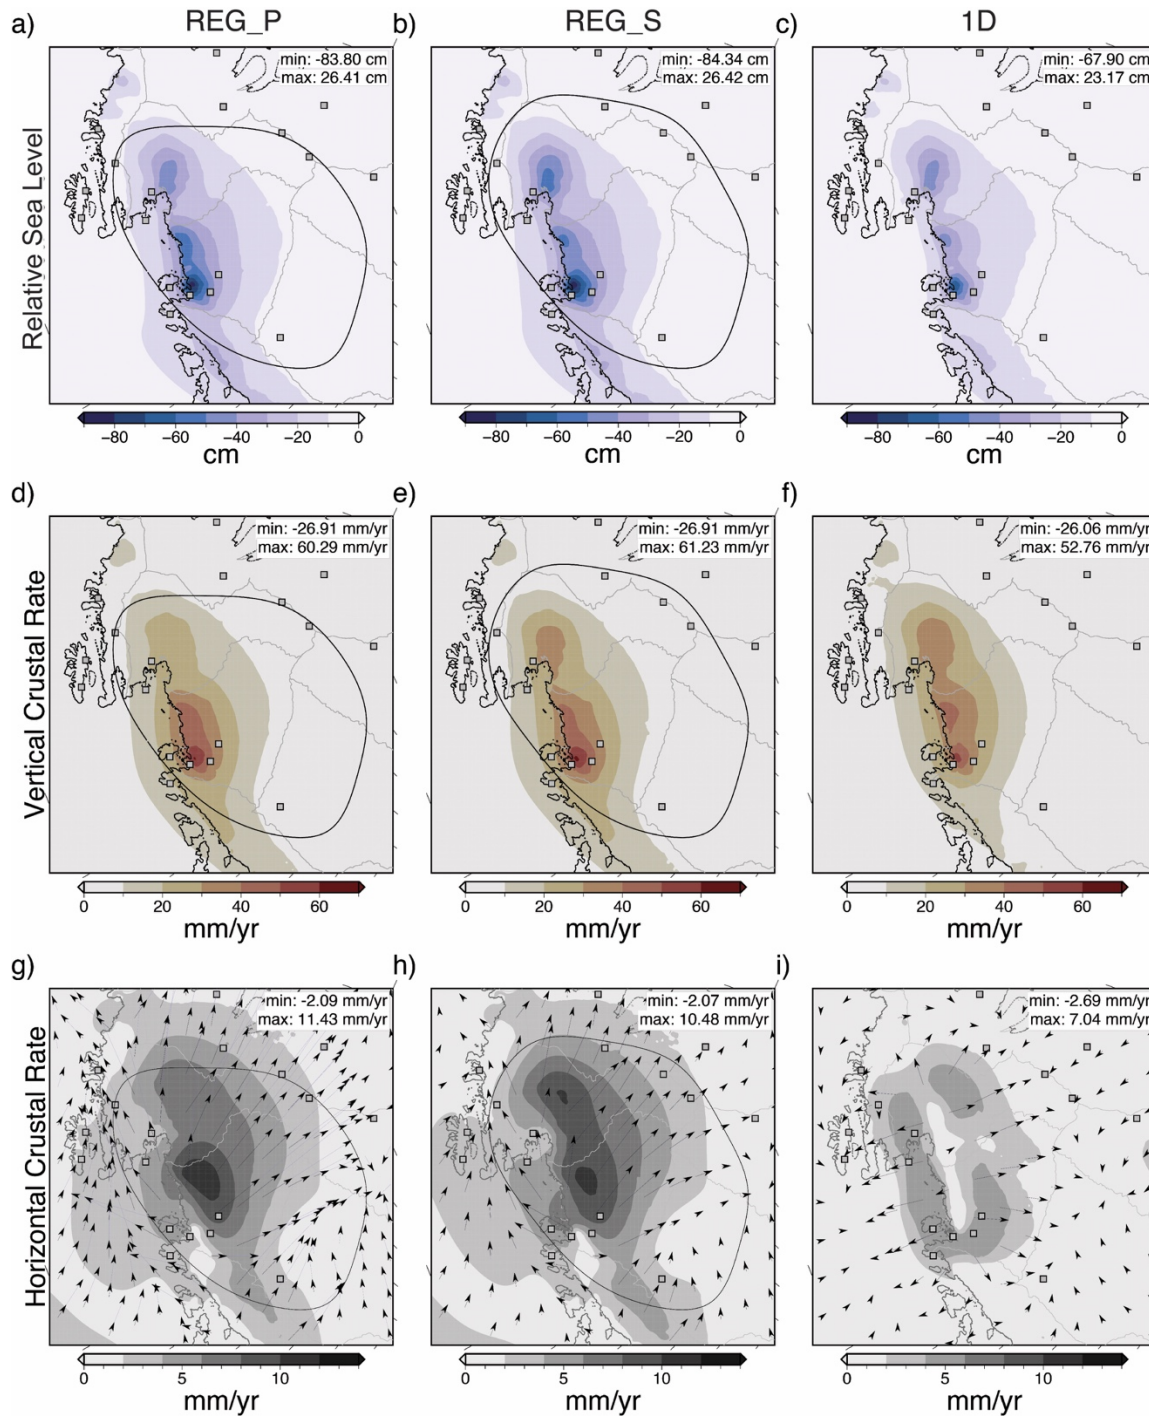 a) REG_P b) REG_S c) 1D
min: -83.80 cm
max: 26.41 cm
min: -84.34 cm
max: 26.42 cm
min: -67.90 cm
max: 23.17 cm
Relative Sea Level
−80 −60 −40 −20 0
cm
−80 −60 −40 −20 0
cm
−80 −60 −40 −20 0
cm
d) e) f)
min: -26.91 mm/yr
max: 60.29 mm/yr
min: -26.91 mm/yr
max: 61.23 mm/yr
min: -26.06 mm/yr
max: 52.76 mm/yr
Vertical Crustal Rate
0 20 40 60
mm/yr
0 20 40 60
mm/yr
0 20 40 60
mm/yr
g) h) i)
min: -2.09 mm/yr
max: 11.43 mm/yr
min: -2.07 mm/yr
max: 10.48 mm/yr
min: -2.69 mm/yr
max: 7.04 mm/yr
Horizontal Crustal Rate
0 5 10
mm/yr
0 5 10
mm/yr
0 5 10
mm/yr